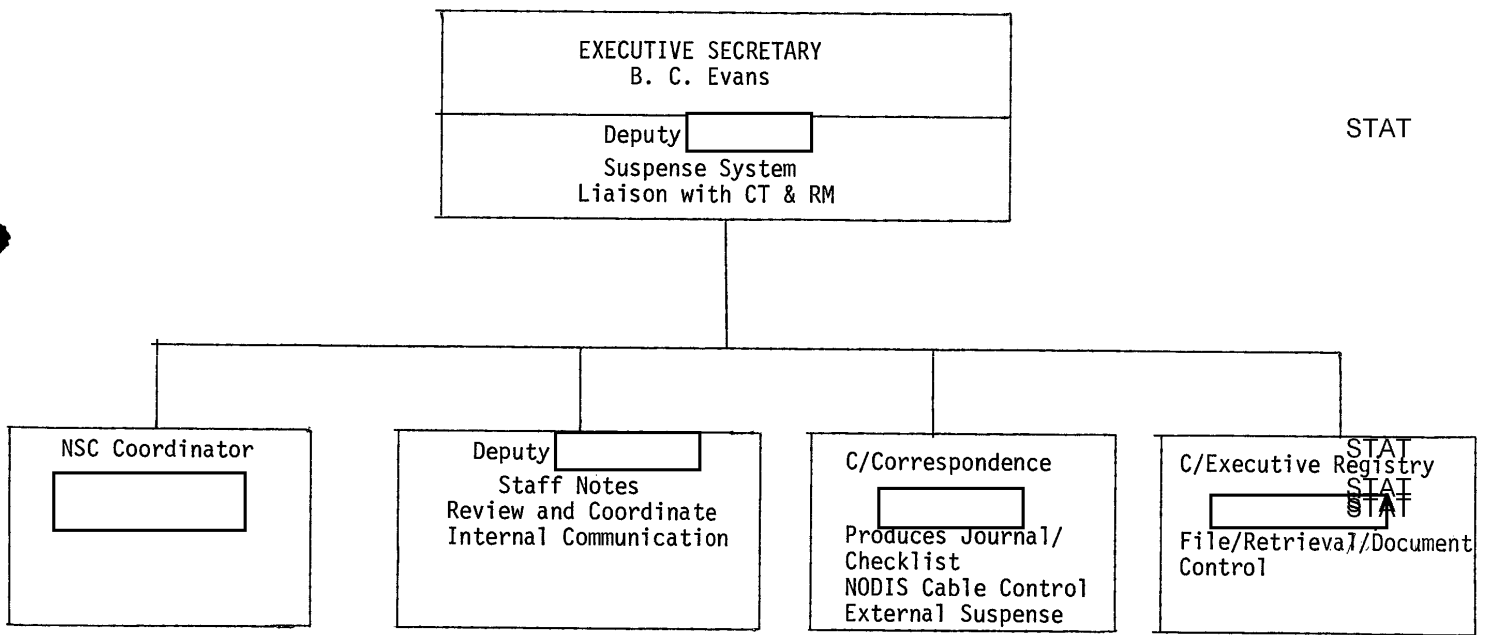 EXECUTIVE SECRETARY
B. C. Evans
STAT
Deputy
Suspense System
Liaison with CT & RM
NSC Coordinator
Deputy
Staff Notes
Review and Coordinate
Internal Communication
C/Correspondence
Produces Journal/
Checklist
NODIS Cable Control
External Suspense
STAT
C/Executive Registry
STAT
STAT
File/Retrieval/Document
Control